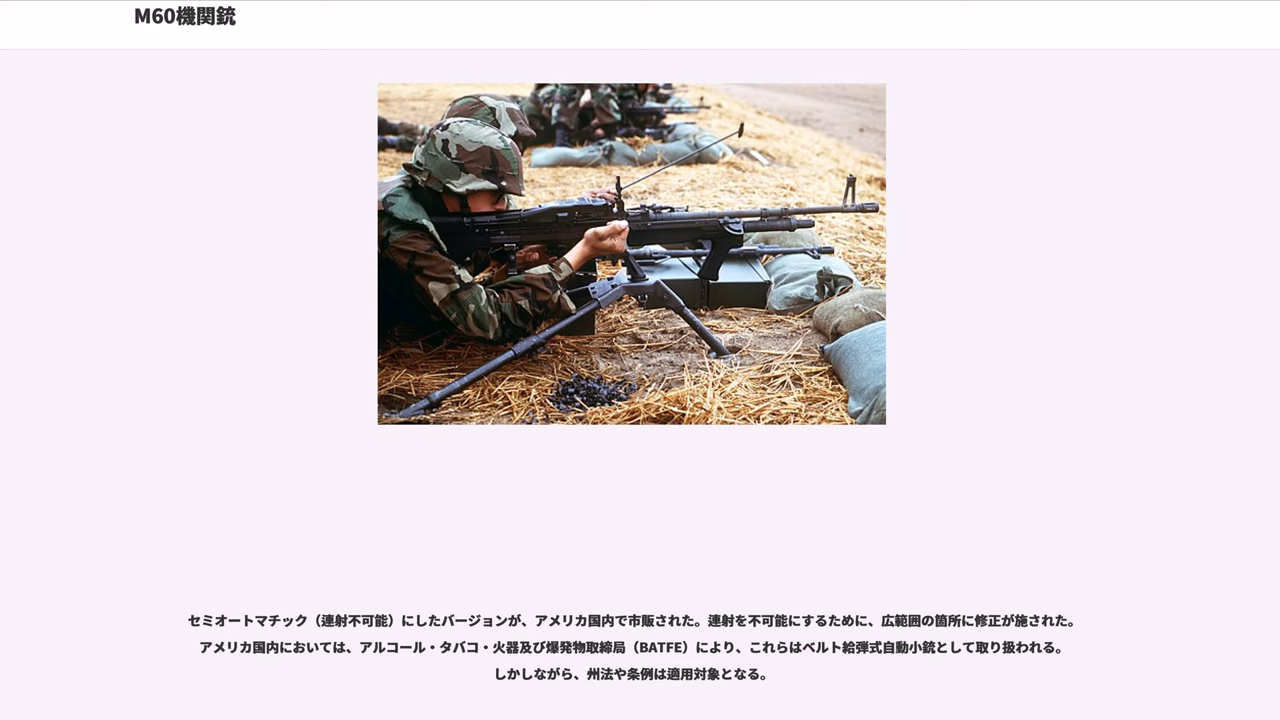 M60機関銃
セミオートマチック（連射不可能）にしたバージョンが、アメリカ国内で市販された。連射を不可能にするために、広範囲の箇所に修正が施された。
アメリカ国内においては、アルコール・タバコ・火器及び爆発物取締局（BATFE）により、これらはベルト給弾式自動小銃として取り扱われる。
しかしながら、州法や条例は適用対象となる。